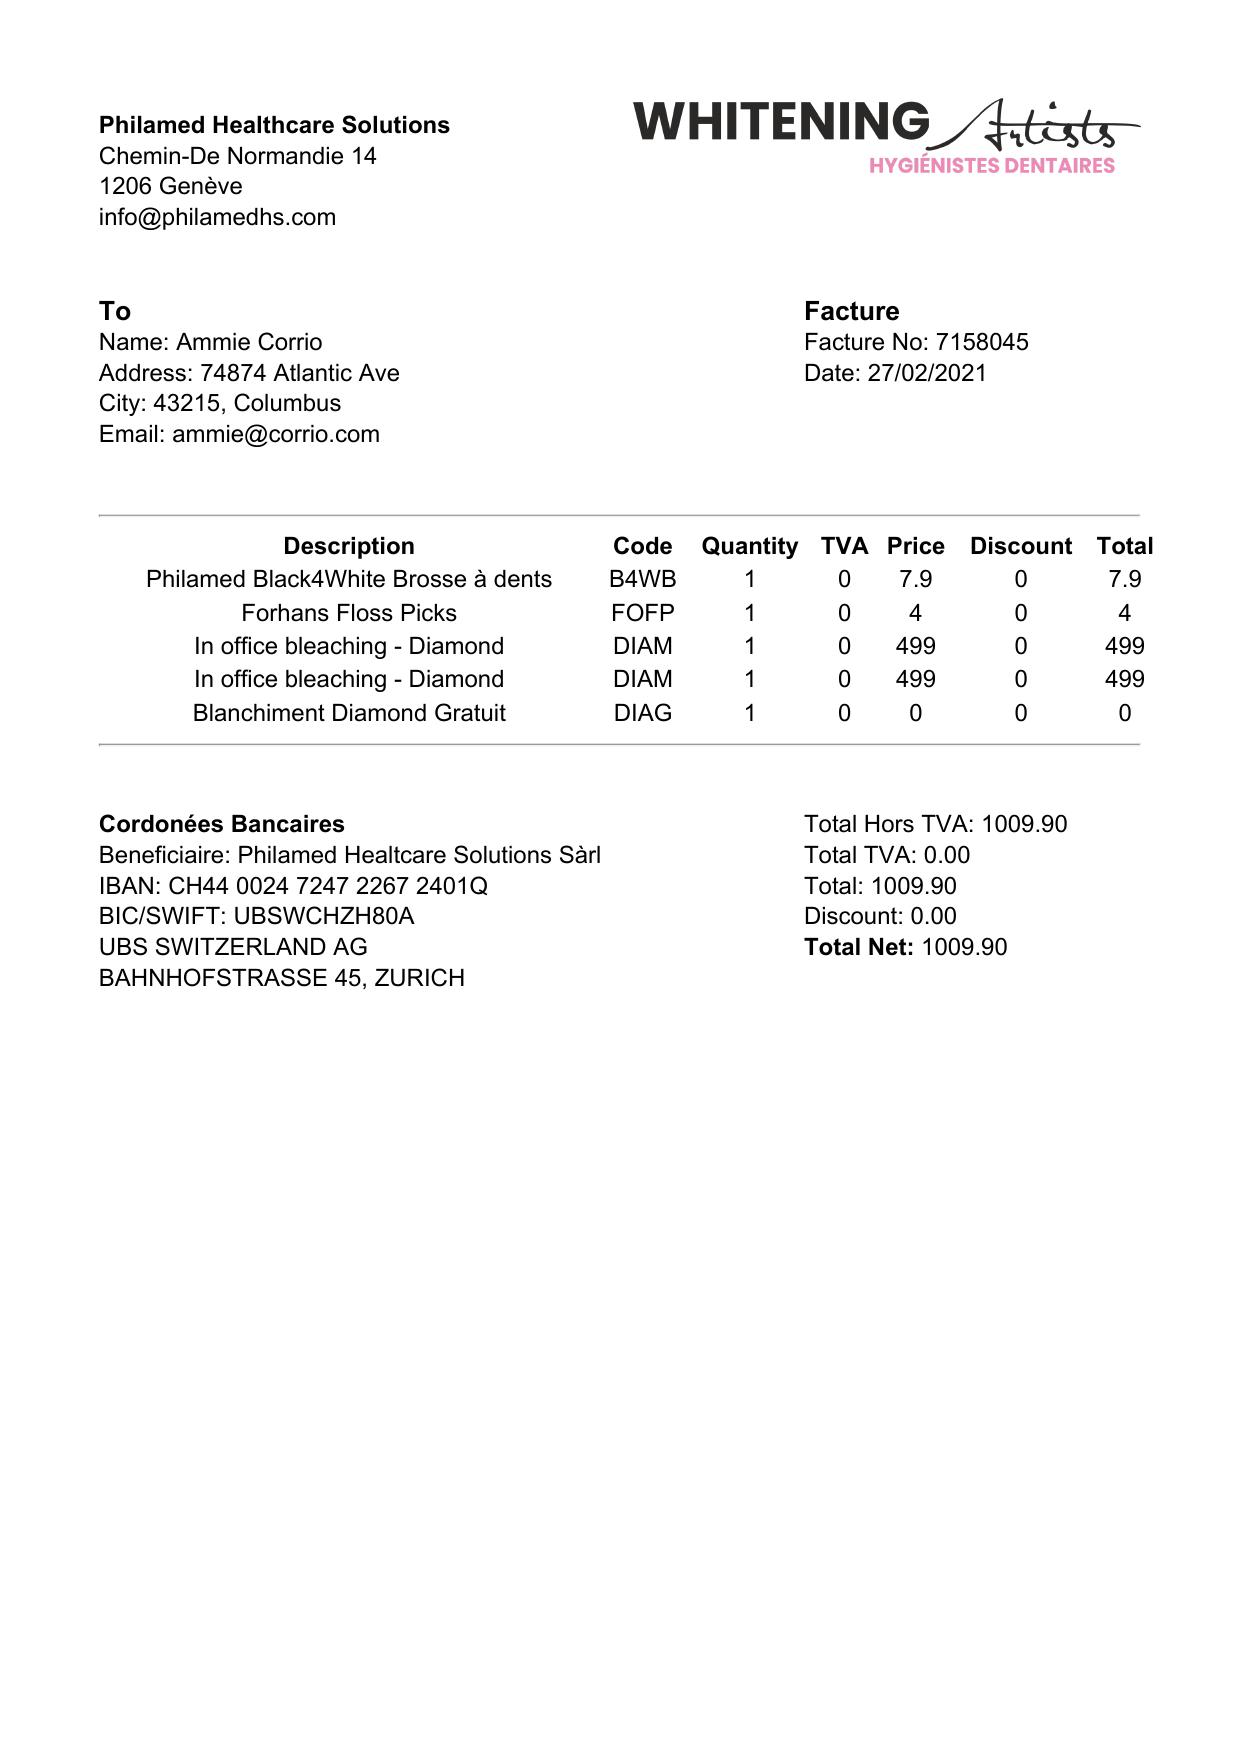 Philamed Healthcare Solutions
Chemin-De Normandie 14
1206 Genève
info@philamedhs.com
WHITENING Artists
HYGIÉNISTES DENTAIRES
To
Name: Ammie Corrio
Address: 74874 Atlantic Ave
City: 43215, Columbus
Email: ammie@corrio.com
Facture
Facture No: 7158045
Date: 27/02/2021
Description Code Quantity TVA Price Discount Total
Philamed Black4White Brosse à dents B4WB 1 0 7.9 0 7.9
Forhans Floss Picks FOFP 1 0 4 0 4
In office bleaching - Diamond DIAM 1 0 499 0 499
In office bleaching - Diamond DIAM 1 0 499 0 499
Blanchiment Diamond Gratuit DIAG 1 0 0 0 0
Cordonées Bancaires
Beneficiaire: Philamed Healtcare Solutions Sàrl
IBAN: CH44 0024 7247 2267 2401Q
BIC/SWIFT: UBSWCHZH80A
UBS SWITZERLAND AG
BAHNHOFSTRASSE 45, ZURICH
Total Hors TVA: 1009.90
Total TVA: 0.00
Total: 1009.90
Discount: 0.00
Total Net: 1009.90